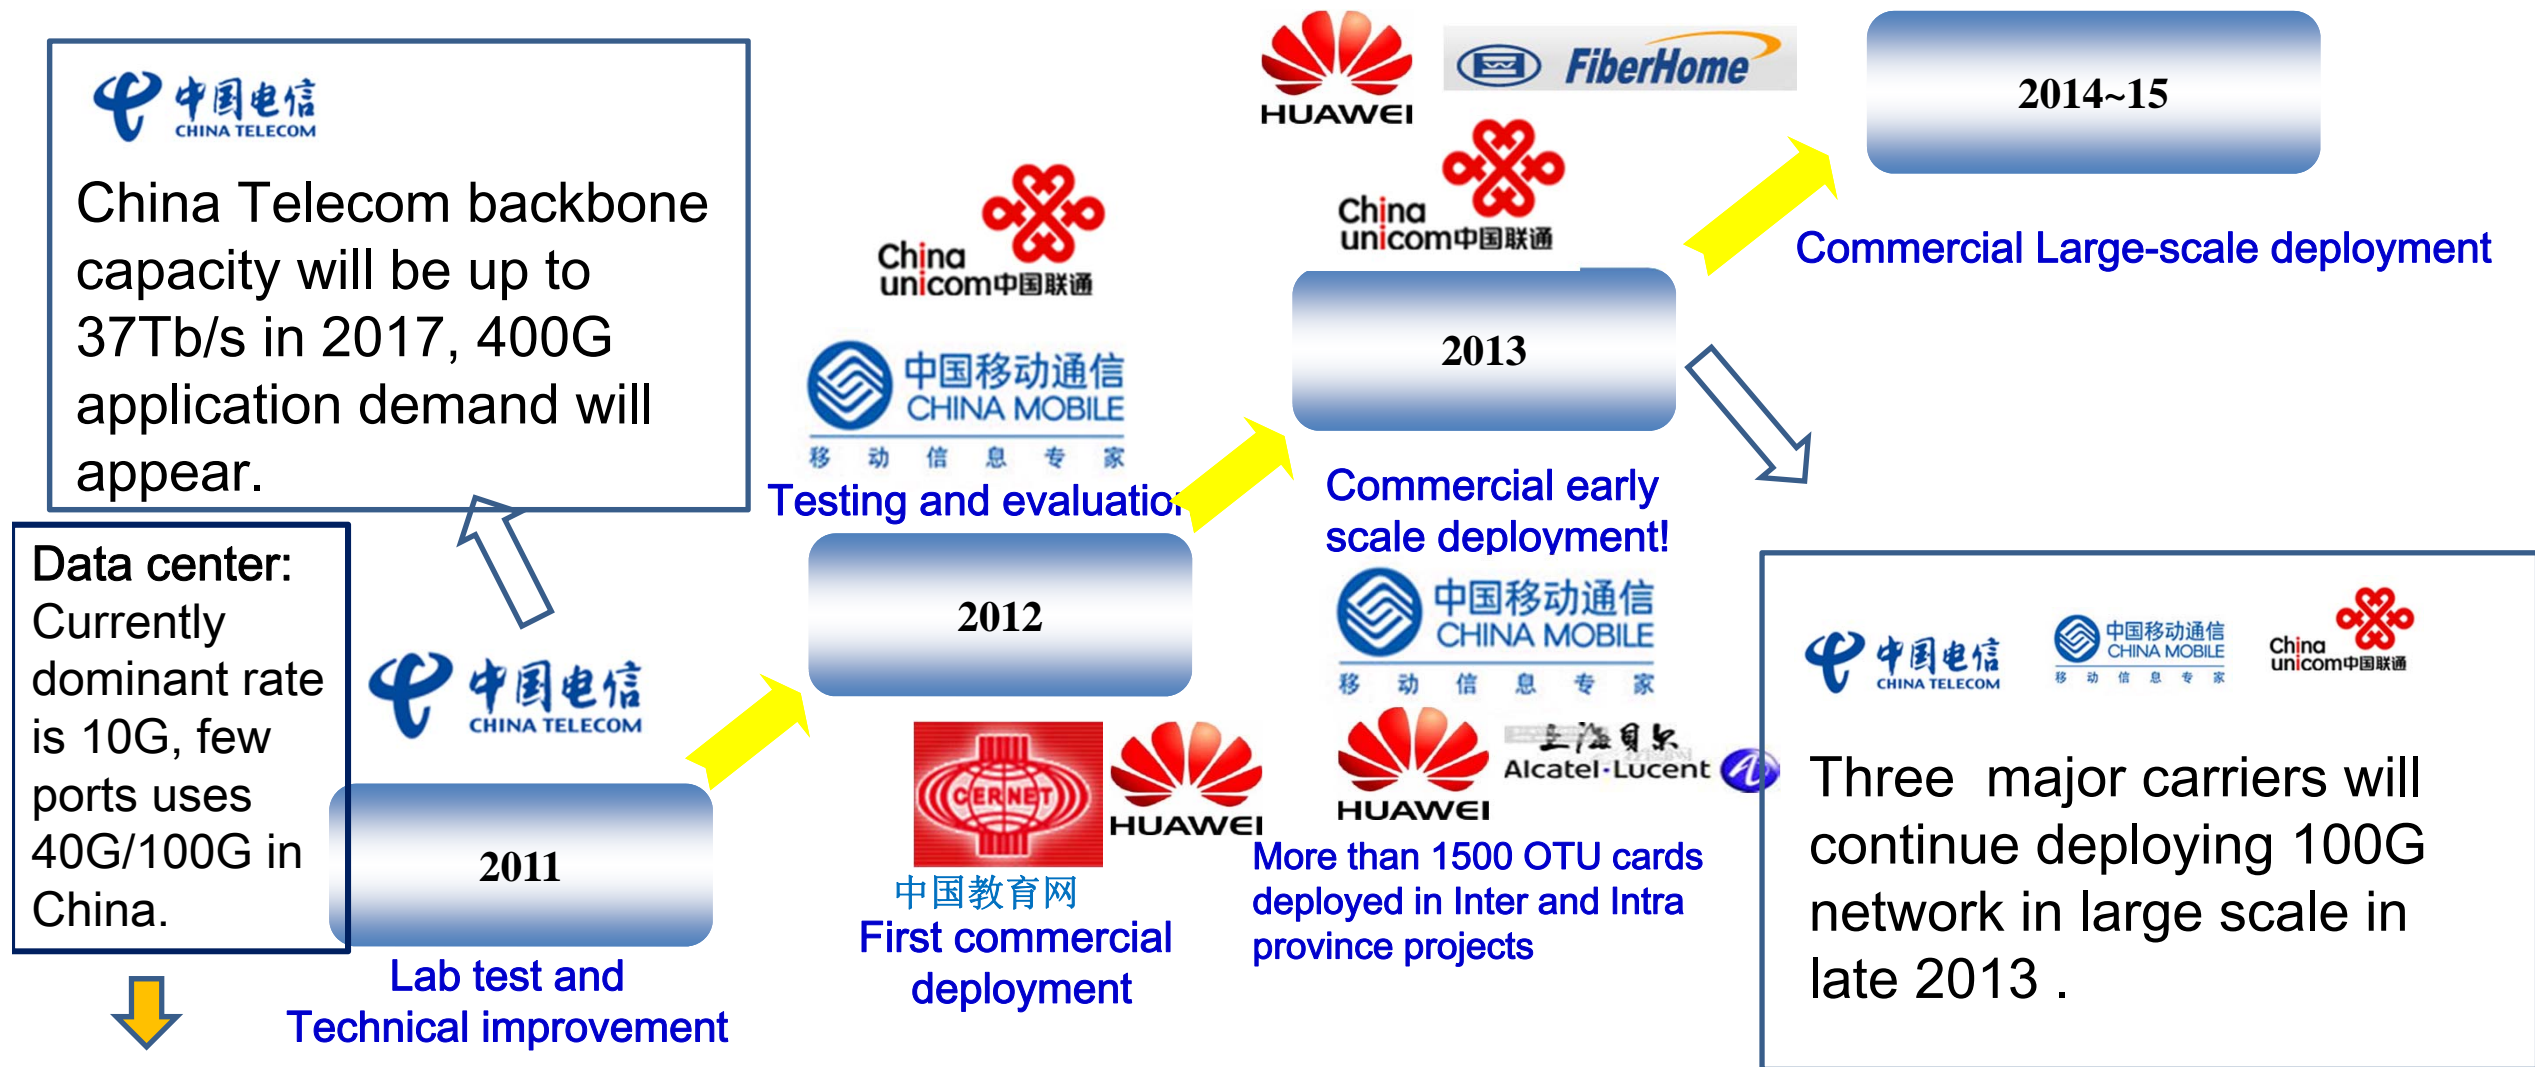 中国电信
CHINA TELECOM
China Telecom backbone
capacity will be up to
37Tb/s in 2017, 400G
application demand will
appear.
Data center:
Currently
dominant rate
is 10G, few
ports uses
40G/100G in
China.
中国电信
CHINA TELECOM
2011
Lab test and
Technical improvement
China
unicom中国联通
中国移动通信
CHINA MOBILE
移动信息专家
Testing and evaluation
2012
CERNET
HUAWEI
中国教育网
First commercial
deployment
HUAWEI
FiberHome
China
unicom中国联通
2013
Commercial early
scale deployment!
中国移动通信
CHINA MOBILE
移动信息专家
HUAWEI
上海贝尔
Alcatel·Lucent
More than 1500 OTU cards
deployed in Inter and Intra
province projects
2014~15
Commercial Large-scale deployment
中国电信
CHINA TELECOM
中国移动通信
CHINA MOBILE
移动信息专家
China
unicom中国联通
Three major carriers will
continue deploying 100G
network in large scale in
late 2013 .